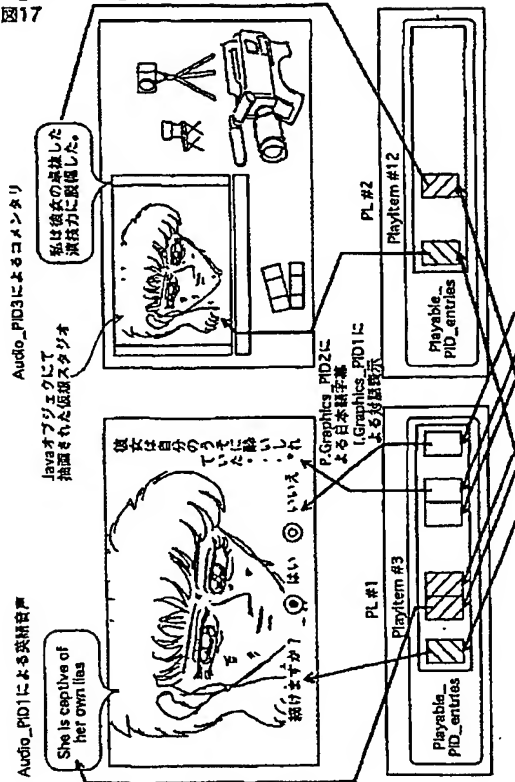 図17
Audio_PID1による英語音声
She is captive of
her own lies
彼女は自分のうそに酔いしれ
ていた・・・・
続けますか? はい いいえ
P.Graphics_PID2に
よる日本語字幕
I.Graphics_PID1に
よる対話表示
PL #1
PlayItem #3
Playable_
PID_entries
Audio_PID3によるコメンタリ
Javaオブジェクトにて
描画された仮想スタジオ
私は彼女の卓抜した
演技力に脱帽した。
PL #2
PlayItem #12
Playable_
PID_entries